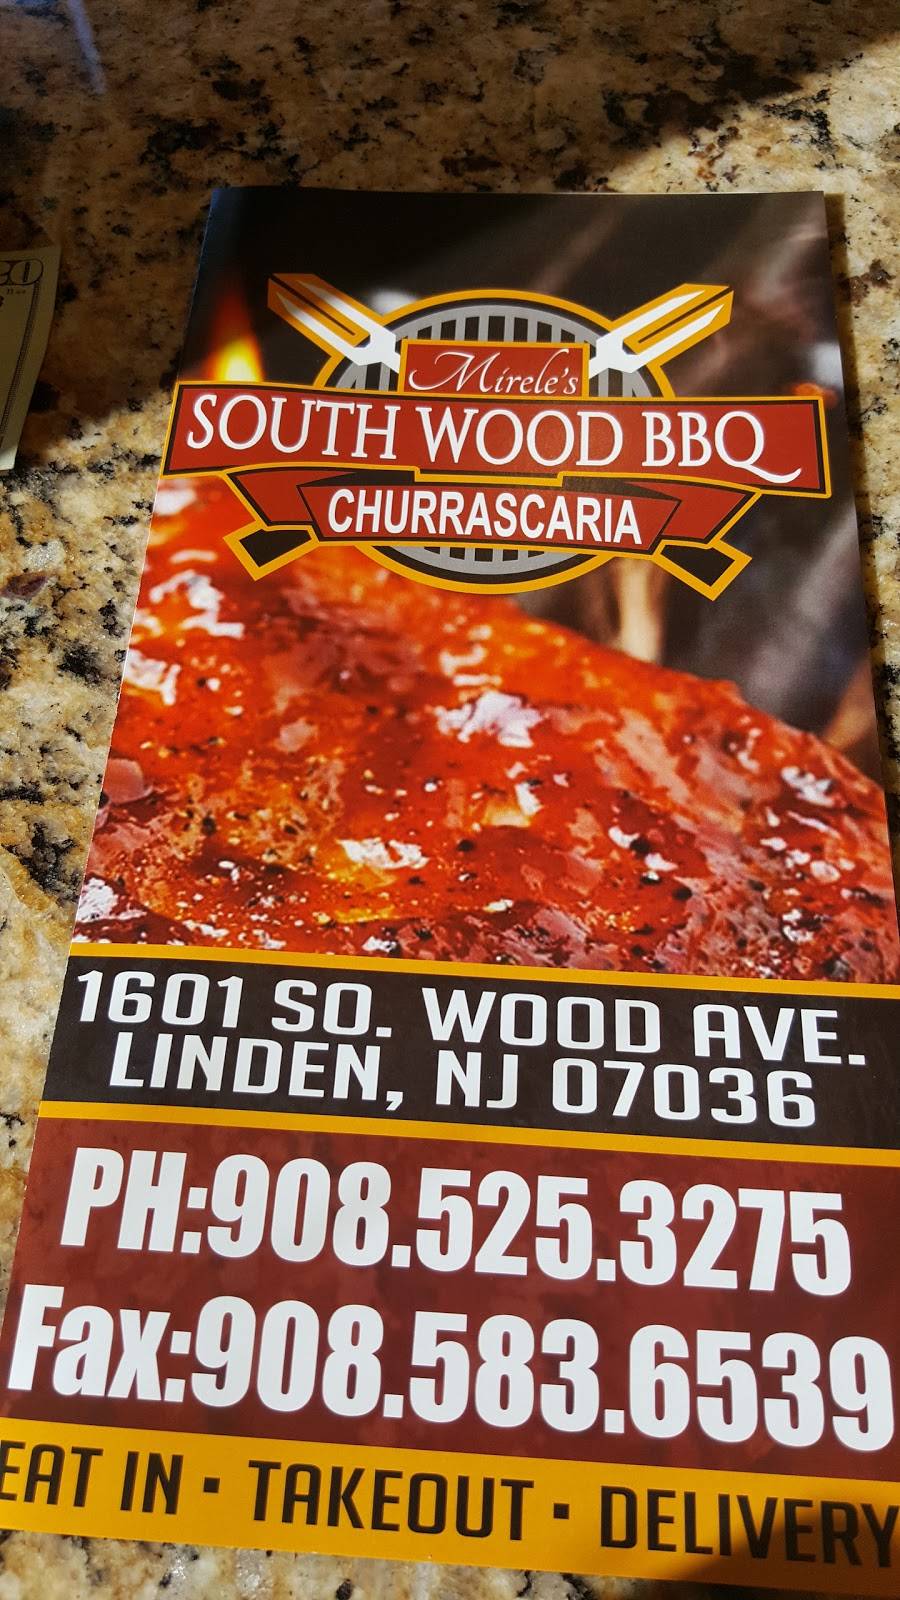 Mirele's
SOUTH WOOD BBQ
CHURRASCARIA
1601 SO. WOOD AVE.
LINDEN, NJ 07036
PH:908.525.3275
Fax:908.583.6539
EAT IN · TAKEOUT · DELIVERY